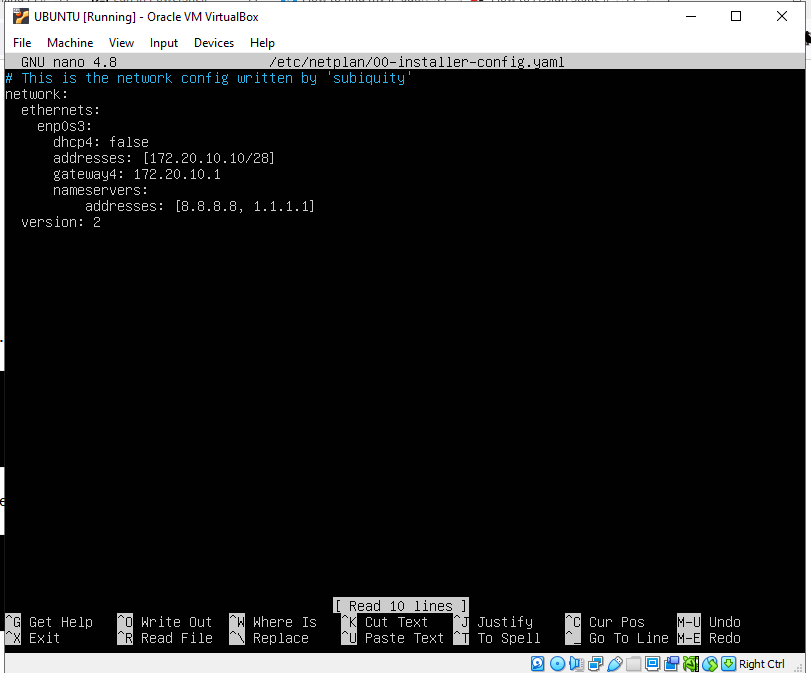 UBUNTU [Running] - Oracle VM VirtualBox
File Machine View Input Devices Help
GNU nano 4.8 /etc/netplan/00-installer-config.yaml
# This is the network config written by 'subiquity'
network:
  ethernets:
    enp0s3:
      dhcp4: false
      addresses: [172.20.10.10/28]
      gateway4: 172.20.10.1
      nameservers:
          addresses: [8.8.8.8, 1.1.1.1]
  version: 2
[ Read 10 lines ]
^G Get Help ^O Write Out ^W Where Is ^K Cut Text ^J Justify ^C Cur Pos M-U Undo
^X Exit ^R Read File ^\ Replace ^U Paste Text ^T To Spell ^_ Go To Line M-E Redo
Right Ctrl